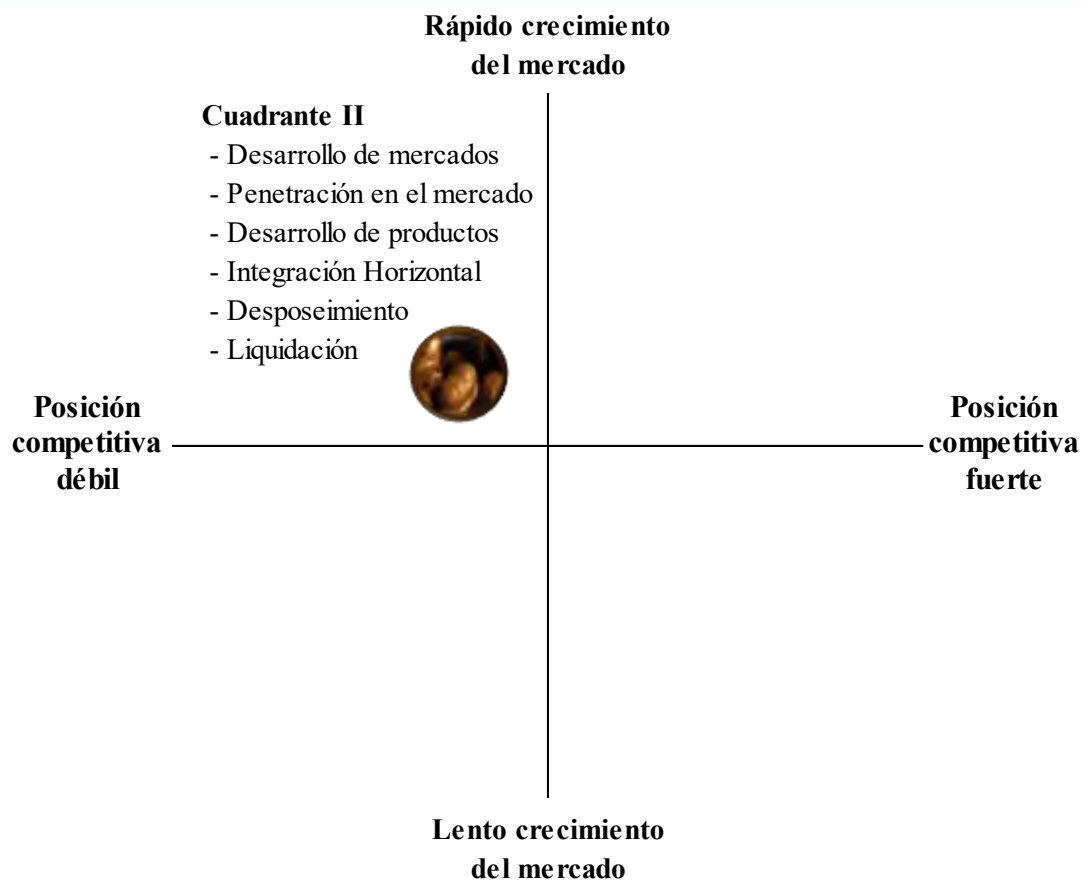 Rápido crecimiento
del mercado
Cuadrante II
- Desarrollo de mercados
- Penetración en el mercado
- Desarrollo de productos
- Integración Horizontal
- Desposeimiento
- Liquidación
Posición
competitiva
débil
Posición
competitiva
fuerte
Lento crecimiento
del mercado